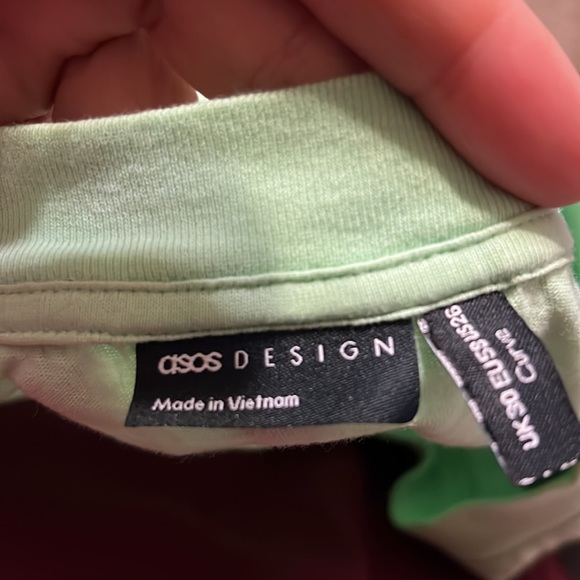 asos DESIGN
Made in Vietnam
UK30 EU58 US26
Curve